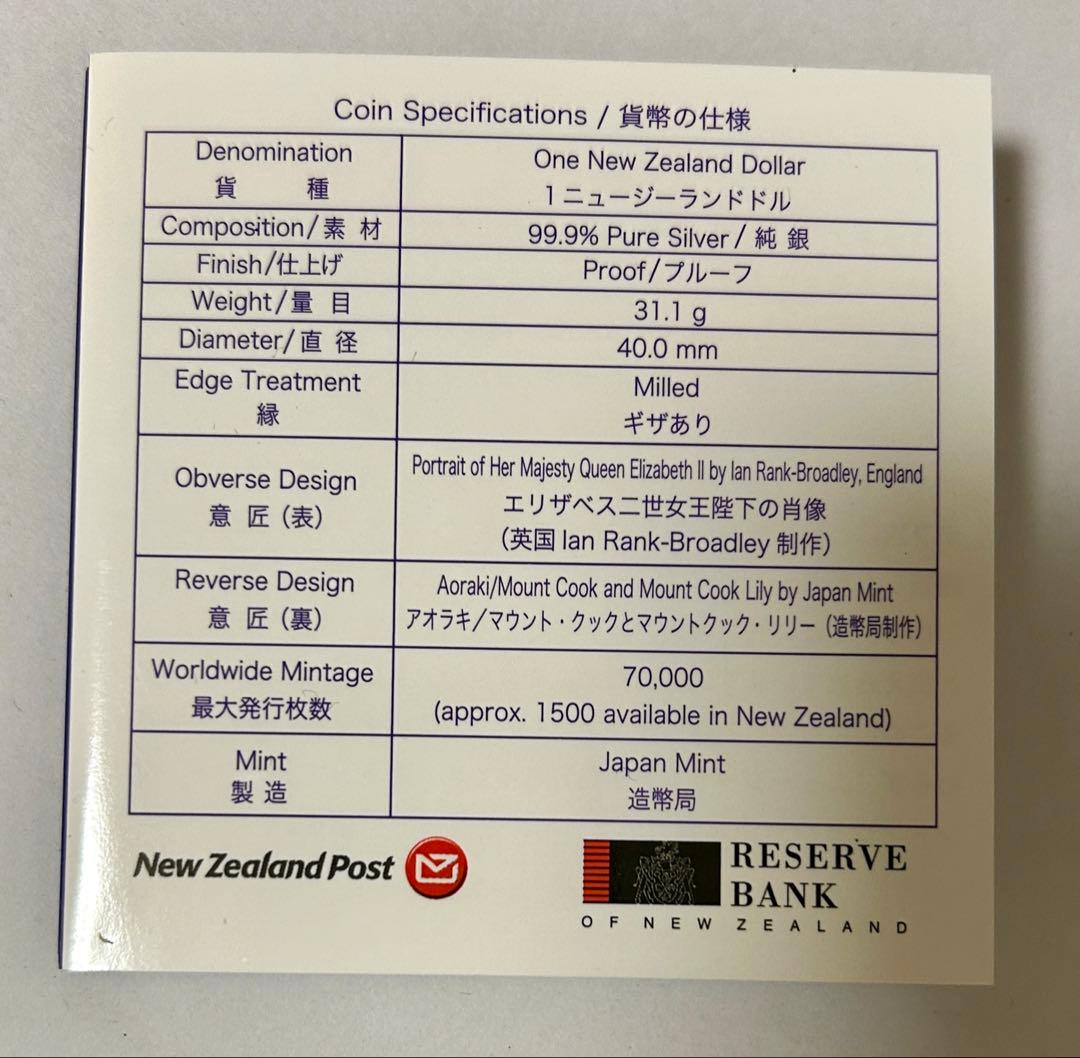 Coin Specifications / 貨幣の仕様
Denomination
貨 種
One New Zealand Dollar
1ニュージーランドドル
Composition/素 材
99.9% Pure Silver/純 銀
Finish/仕上げ
Proof/プルーフ
Weight/量 目
31.1 g
Diameter/直 径
40.0 mm
Edge Treatment
縁
Milled
ギザあり
Obverse Design
意 匠(表)
Portrait of Her Majesty Queen Elizabeth II by Ian Rank-Broadley, England
エリザベス二世女王陛下の肖像
(英国 Ian Rank-Broadley 制作)
Reverse Design
意 匠(裏)
Aoraki/Mount Cook and Mount Cook Lily by Japan Mint
アオラキ/マウント・クックとマウントクック・リリー(造幣局制作)
Worldwide Mintage
最大発行枚数
70,000
(approx. 1500 available in New Zealand)
Mint
製 造
Japan Mint
造幣局
New Zealand Post
RESERVE
BANK
OF NEW ZEALAND